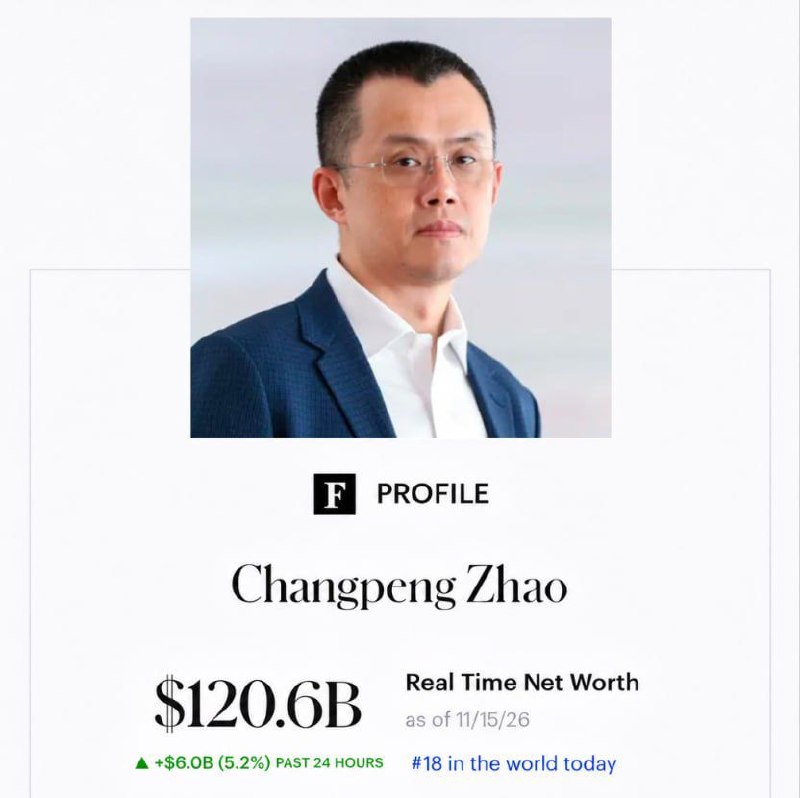 F PROFILE
Changpeng Zhao
$120.6B
Real Time Net Worth
as of 11/15/26
▲ +$6.0B (5.2%) PAST 24 HOURS
#18 in the world today